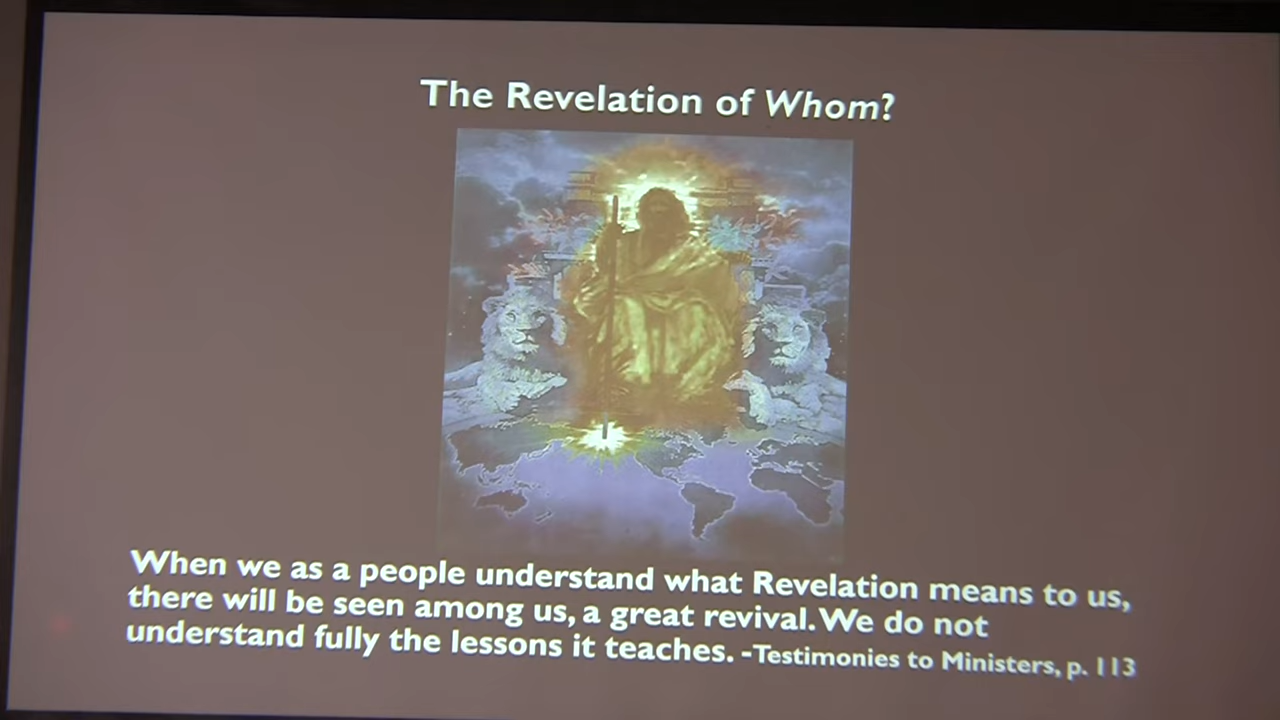 The Revelation of Whom?
When we as a people understand what Revelation means to us,
there will be seen among us, a great revival. We do not
understand fully the lessons it teaches. -Testimonies to Ministers, p. 113